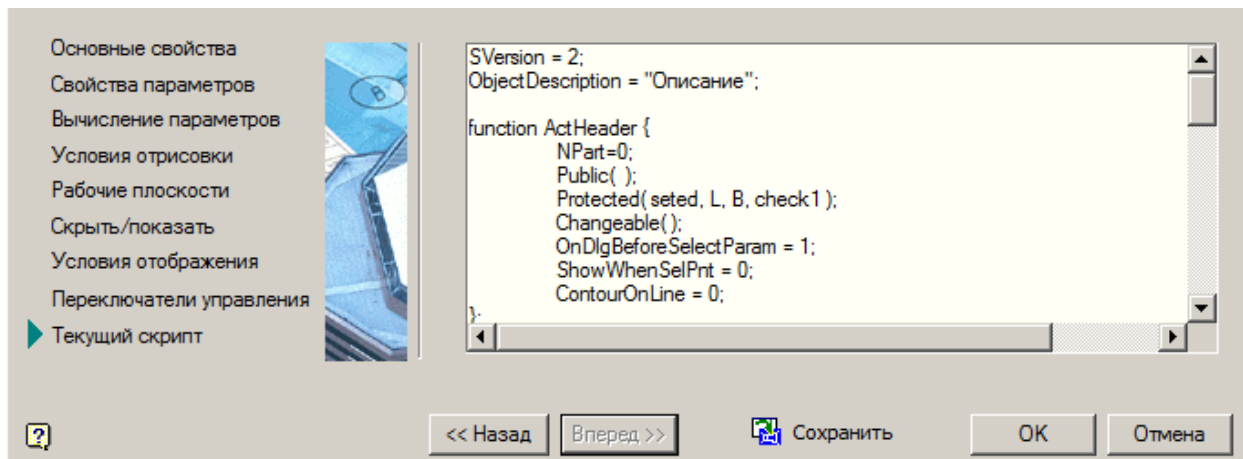 Основные свойства
Свойства параметров
Вычисление параметров
Условия отрисовки
Рабочие плоскости
Скрыть/показать
Условия отображения
Переключатели управления
Текущий скрипт
В
SVersion = 2;
ObjectDescription = "Описание";
function ActHeader {
NPart=0;
Public( );
Protected( seted, L, B, check1 );
Changeable( );
OnDlgBeforeSelectParam = 1;
ShowWhenSelPnt = 0;
ContourOnLine = 0;
};
?
<< Назад
Вперед >>
Сохранить
OK
Отмена